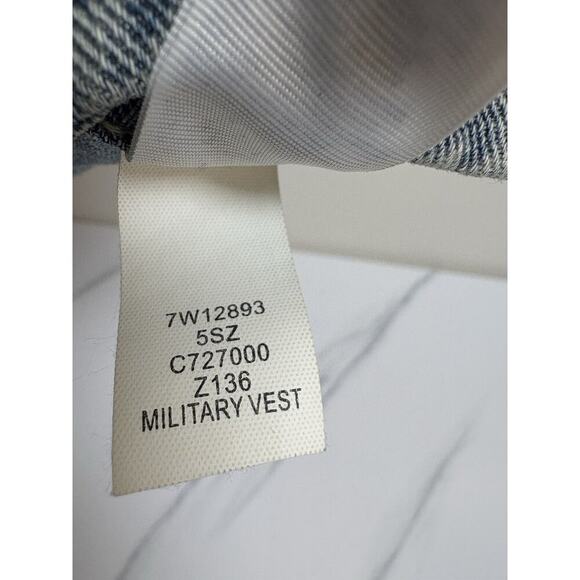 7W12893
5SZ
C727000
Z136
MILITARY VEST